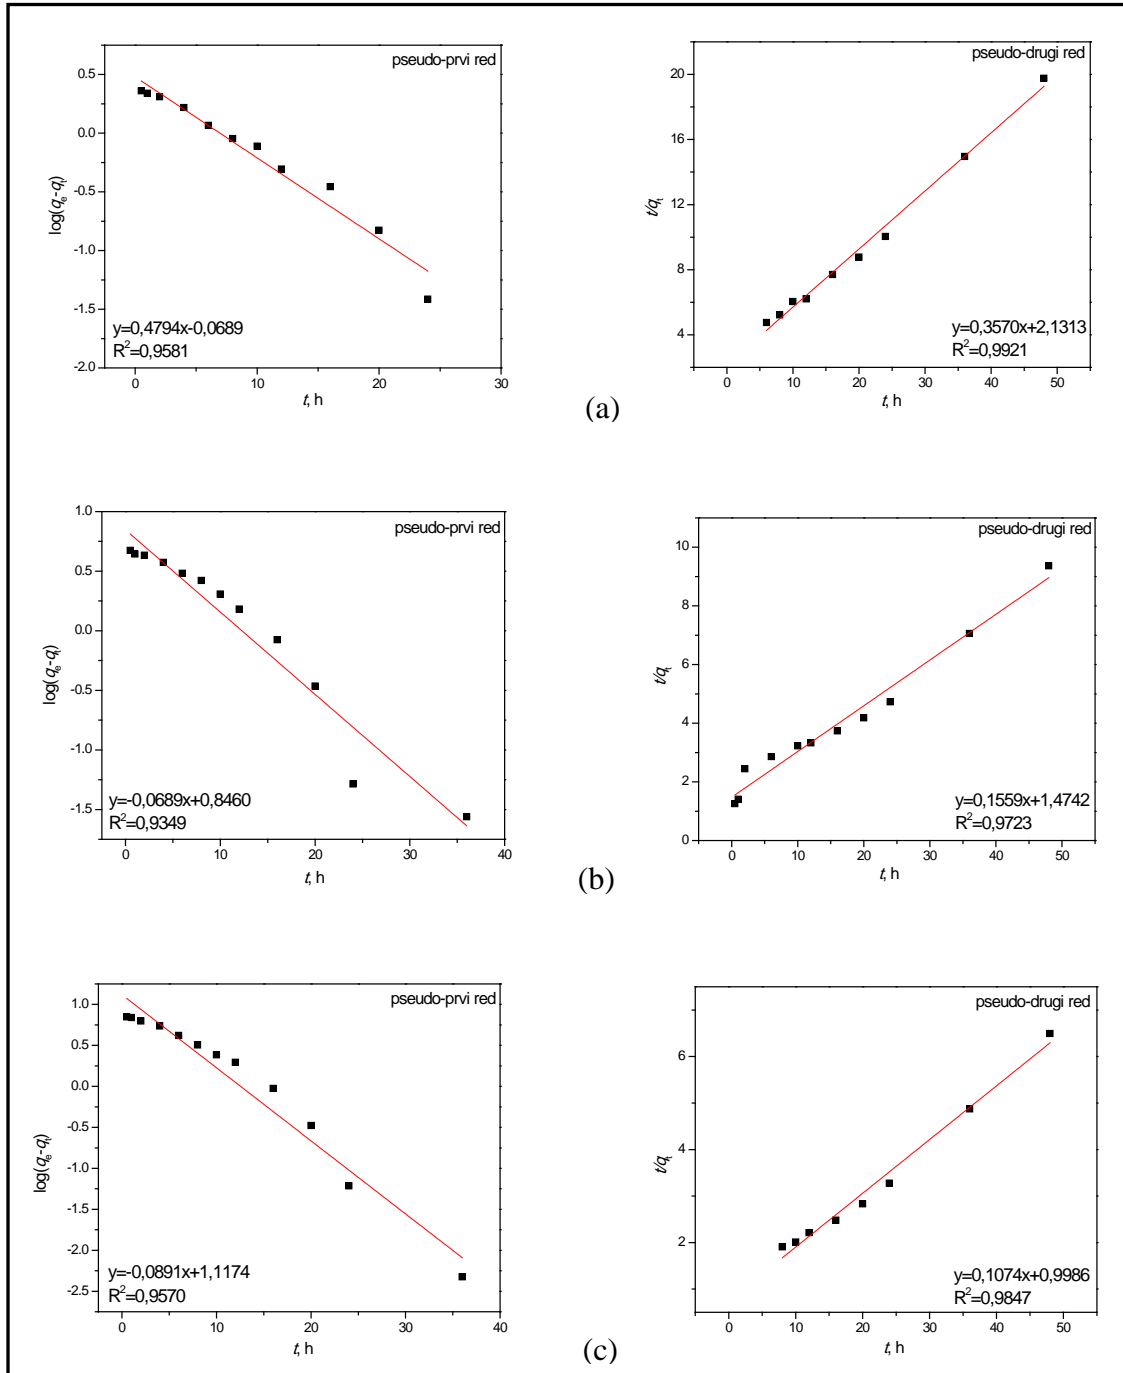 pseudo-prvi red
0.5
0.0
-0.5
-1.0
-1.5
-2.0
log(qe-qt)
y=0,4794x-0,0689
R2=0,9581
0 10 20 30
t, h
pseudo-drugi red
20
16
12
8
4
t/qt
y=0,3570x+2,1313
R2=0,9921
0 10 20 30 40 50
t, h
(a)
pseudo-prvi red
1.0
0.5
0.0
-0.5
-1.0
-1.5
log(qe-qt)
y=-0,0689x+0,8460
R2=0,9349
0 10 20 30 40
t, h
pseudo-drugi red
10
8
6
4
2
0
t/qt
y=0,1559x+1,4742
R2=0,9723
0 10 20 30 40 50
t, h
(b)
pseudo-prvi red
1.0
0.5
0.0
-0.5
-1.0
-1.5
-2.0
-2.5
log(qe-qt)
y=-0,0891x+1,1174
R2=0,9570
0 10 20 30 40
t, h
pseudo-drugi red
6
4
2
t/qt
y=0,1074x+0,9986
R2=0,9847
0 10 20 30 40 50
t, h
(c)